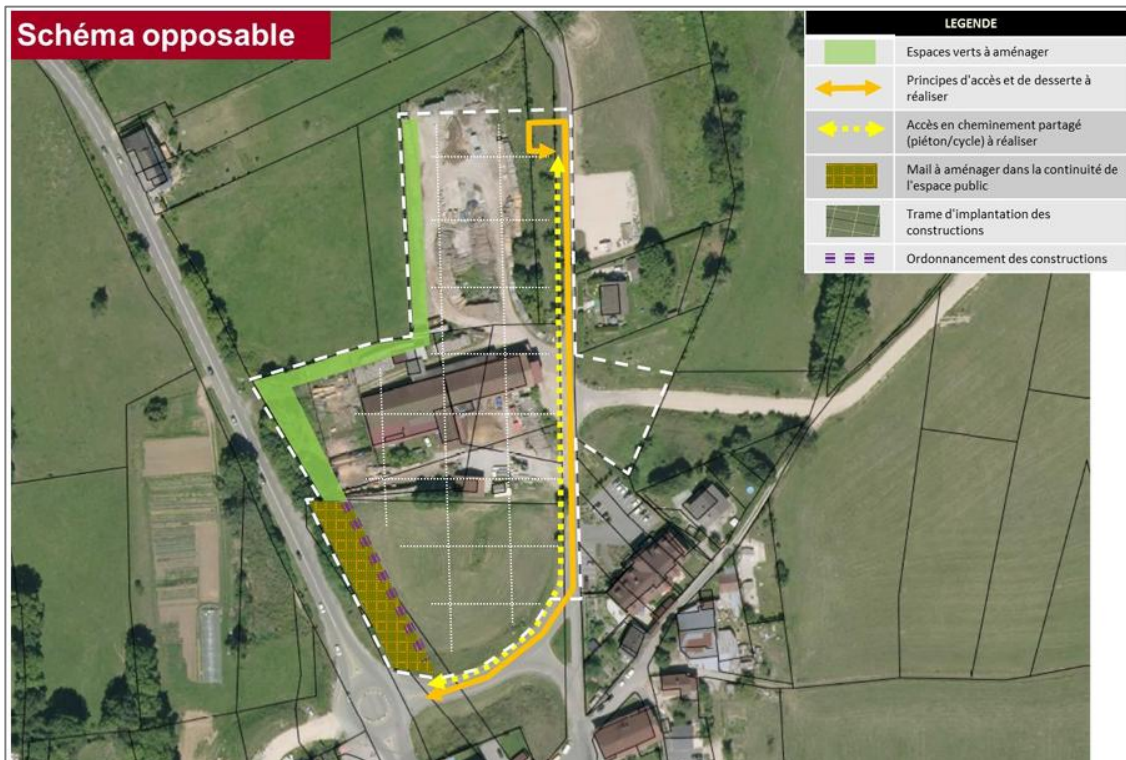 Schéma opposable
LEGENDE
Espaces verts à aménager
Principes d'accès et de desserte à
réaliser
Accès en cheminement partagé
(piéton/cycle) à réaliser
Mail à aménager dans la continuité de
l'espace public
Trame d'implantation des
constructions
Ordonnancement des constructions